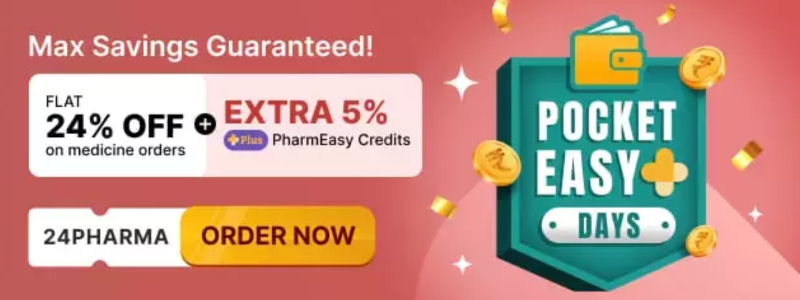 Max Savings Guaranteed!
FLAT
24% OFF
on medicine orders
+
EXTRA 5%
Plus PharmEasy Credits
24PHARMA
ORDER NOW
POCKET
EASY
DAYS
₹
₹
₹